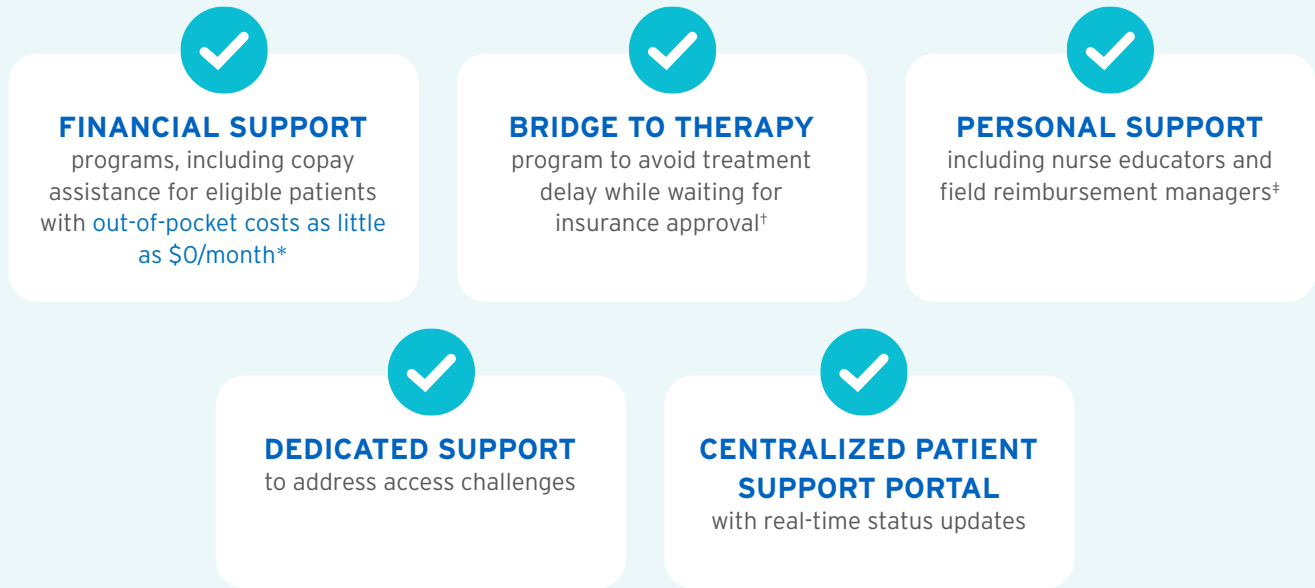 FINANCIAL SUPPORT
programs, including copay
assistance for eligible patients
with out-of-pocket costs as little
as $0/month*
BRIDGE TO THERAPY
program to avoid treatment
delay while waiting for
insurance approval†
PERSONAL SUPPORT
including nurse educators and
field reimbursement managers‡
DEDICATED SUPPORT
to address access challenges
CENTRALIZED PATIENT
SUPPORT PORTAL
with real-time status updates